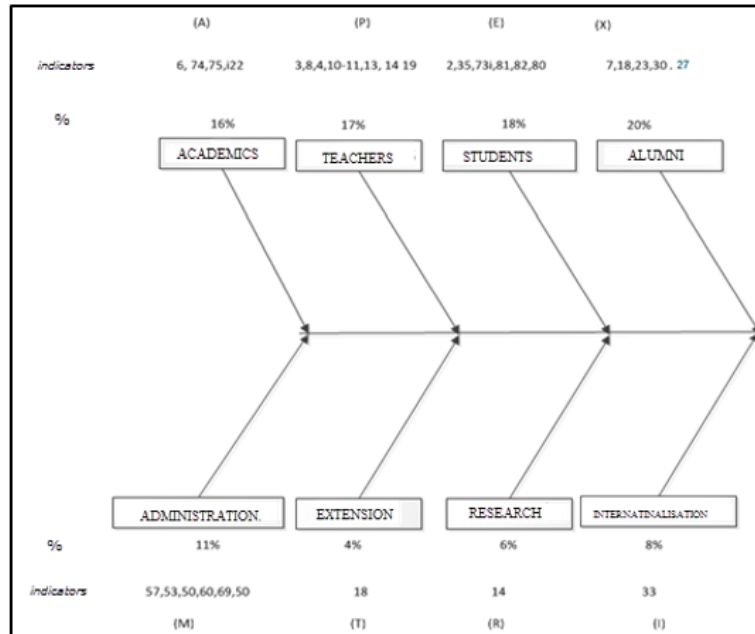 (A) (P) (E) (X)
indicators 6, 74,75,i22 3,8,4,10-11,13, 14 19 2,35,73i,81,82,80 7,18,23,30 . 27
% 16% 17% 18% 20%
ACADEMICS TEACHERS STUDENTS ALUMNI
ADMINISTRATION. EXTENSION RESEARCH INTERNATINALISATION
% 11% 4% 6% 8%
indicators 57,53,50,60,69,50 18 14 33
(M) (T) (R) (I)